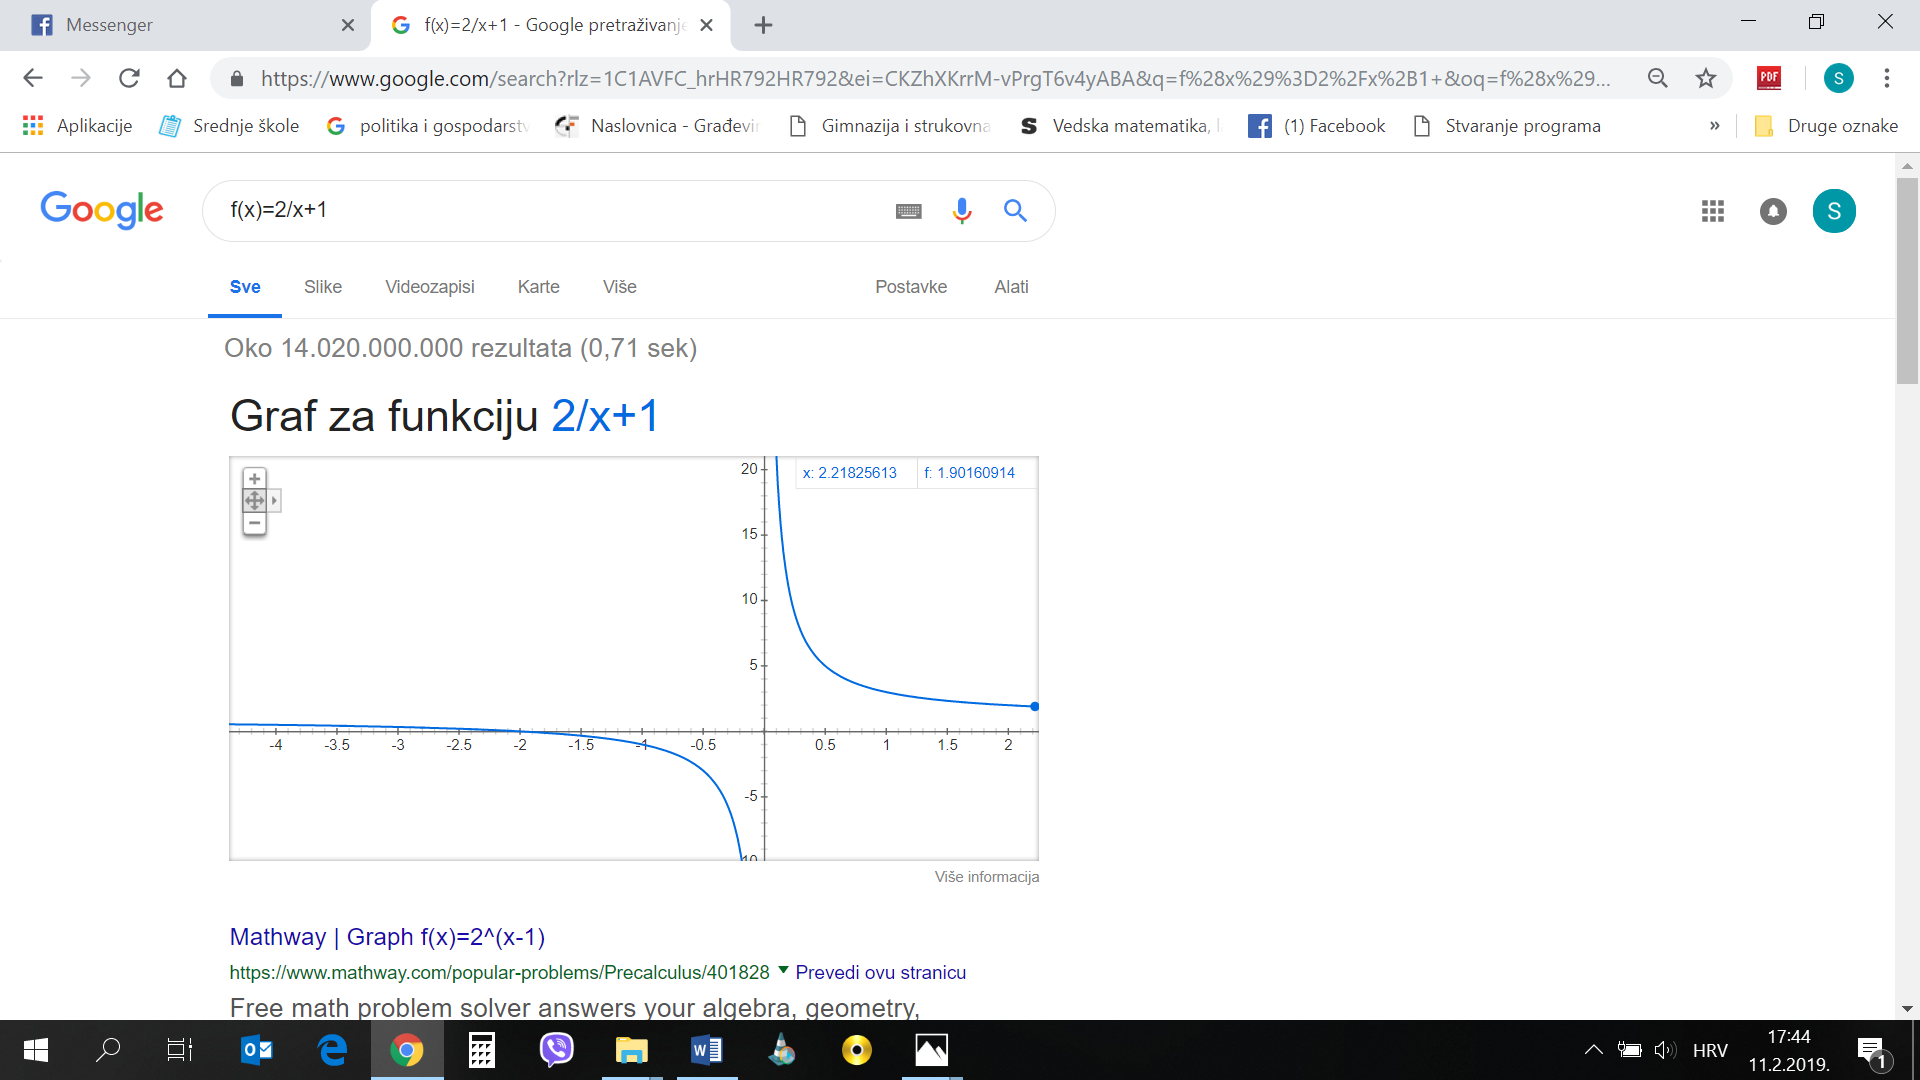 Messenger
f(x)=2/x+1 - Google pretraživanje
https://www.google.com/search?rlz=1C1AVFC_hrHR792HR792&ei=CKZhXKrrM-vPrgT6v4yABA&q=f%28x%29%3D2%2Fx%2B1+&oq=f%28x%29...
PDF
S
Aplikacije
Srednje škole
politika i gospodarstv
Naslovnica - Građevin
Gimnazija i strukovna
Vedska matematika,
(1) Facebook
Stvaranje programa
»
Druge oznake
Google
f(x)=2/x+1
S
Sve
Slike
Videozapisi
Karte
Više
Postavke
Alati
Oko 14.020.000.000 rezultata (0,71 sek)
Graf za funkciju 2/x+1
x: 2.21825613
f: 1.90160914
20
15
10
5
-4 -3.5 -3 -2.5 -2 -1.5 -1 -0.5 0.5 1 1.5 2
-5
-10
Više informacija
Mathway | Graph f(x)=2^(x-1)
https://www.mathway.com/popular-problems/Precalculus/401828 Prevedi ovu stranicu
Free math problem solver answers your algebra, geometry,
HRV
17:44
11.2.2019.
1